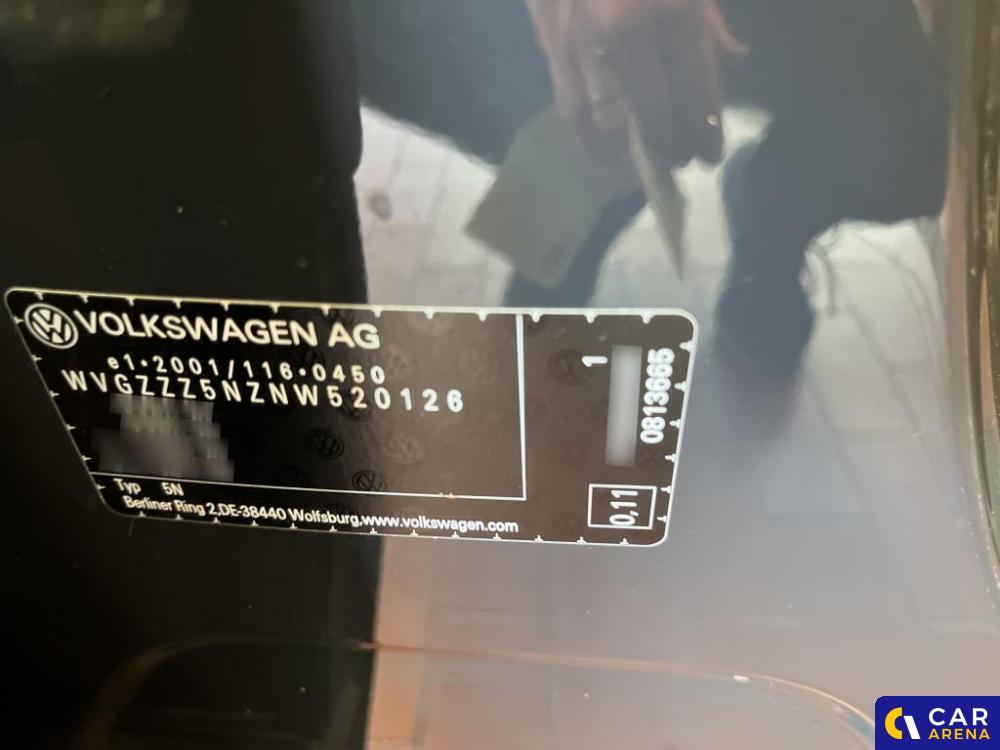 VOLKSWAGEN AG
e1*2001/116*0450
WVGZZZ5NZNW520126
Typ 5N
Berliner Ring 2,DE-38440 Wolfsburg,www.volkswagen.com
1
0813665
0,11
CAR
ARENA